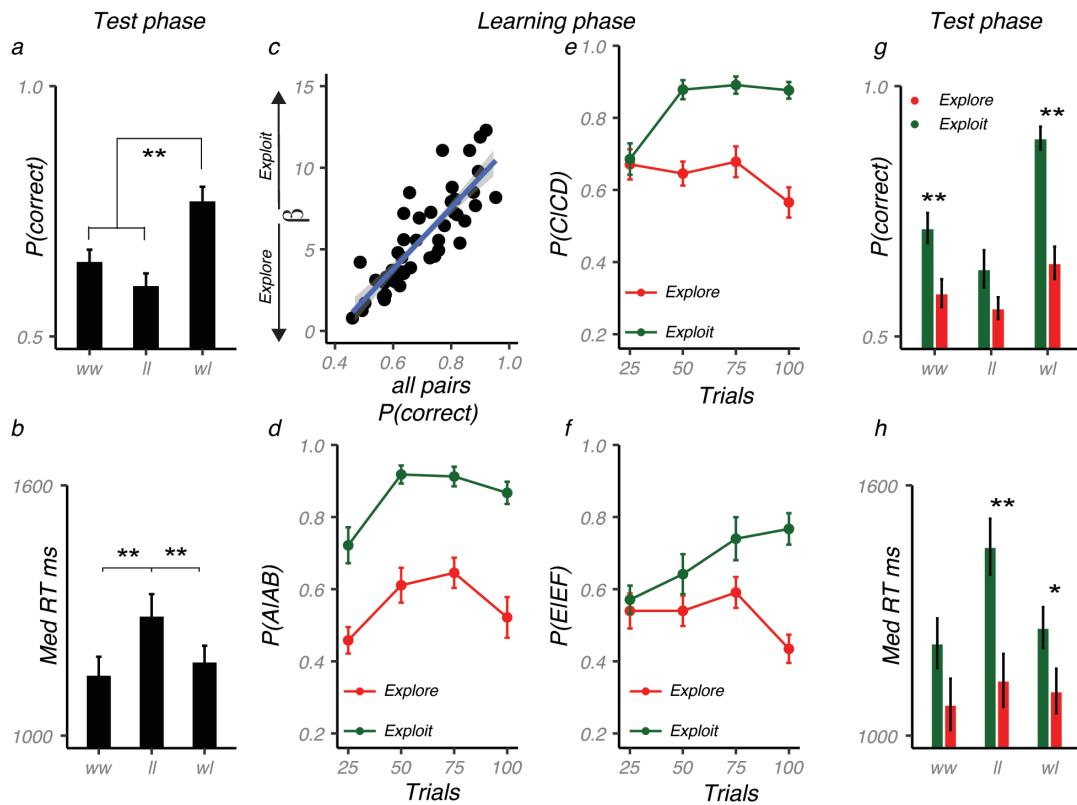 Test phase
Learning phase
Test phase
a
1.0
P(correct)
0.5
**
ww
ll
wl
b
1600
Med RT ms
1000
**
**
ww
ll
wl
c
15
10
5
0
Exploit
β
Explore
0.4
0.6
0.8
1.0
all pairs
P(correct)
d
1.0
0.8
0.6
0.4
0.2
P(A|AB)
Explore
Exploit
25
50
75
100
Trials
e
1.0
0.8
0.6
0.4
0.2
P(C|CD)
Explore
Exploit
25
50
75
100
Trials
f
1.0
0.8
0.6
0.4
0.2
P(E|EF)
Explore
Exploit
25
50
75
100
Trials
g
1.0
P(correct)
0.5
Explore
Exploit
**
**
ww
ll
wl
h
1600
Med RT ms
1000
**
*
ww
ll
wl